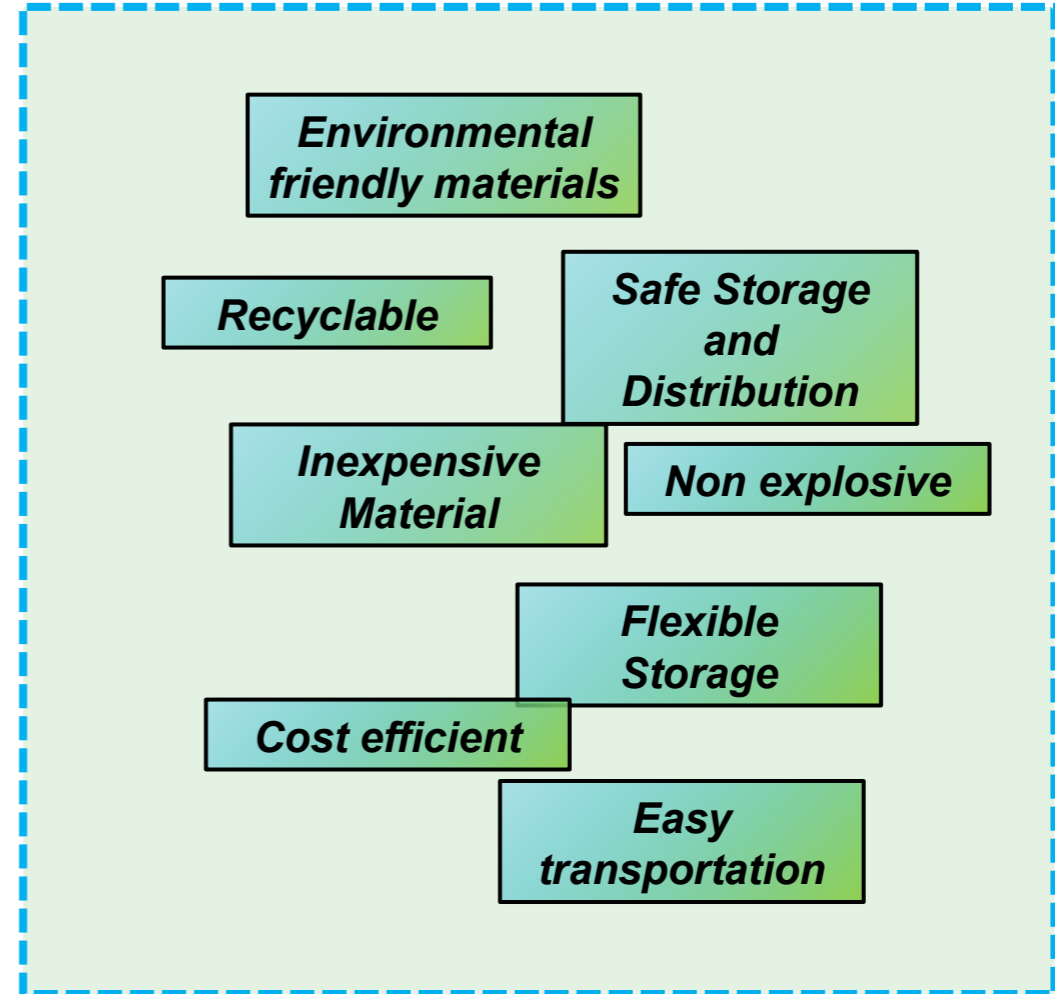 Environmental
friendly materials
Recyclable
Safe Storage
and
Distribution
Inexpensive
Material
Non explosive
Flexible
Storage
Cost efficient
Easy
transportation